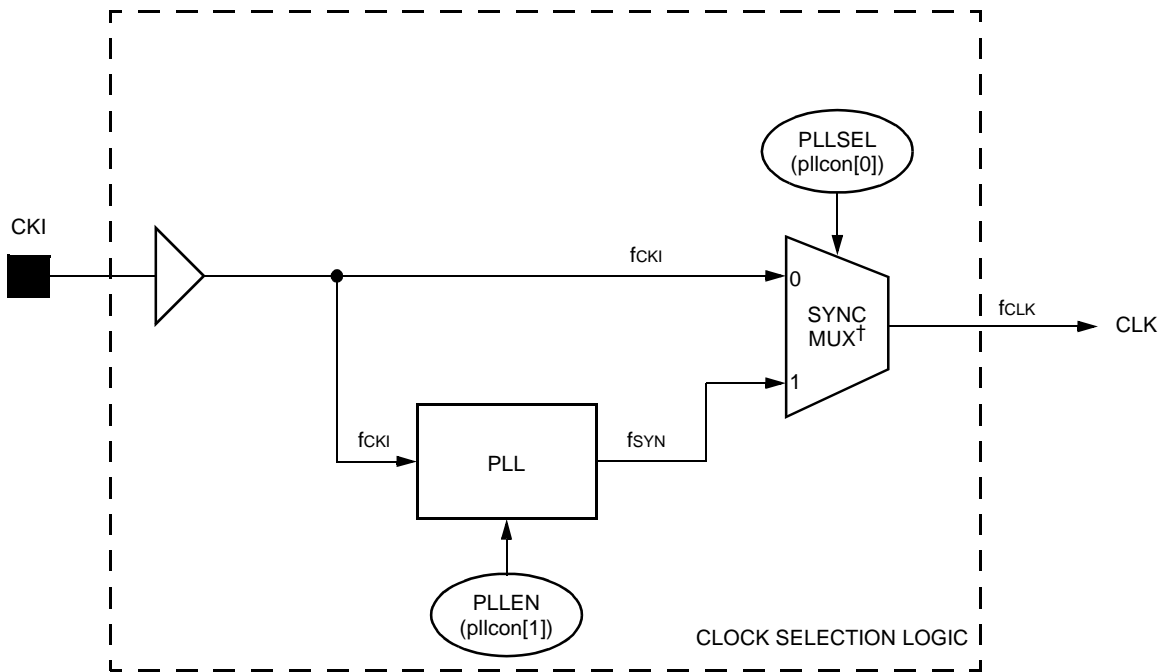 PLLSEL
(pllcon[0])
CKI
fCKI
0
SYNC
MUX†
fCLK
CLK
1
fCKI
PLL
fSYN
PLLEN
(pllcon[1])
CLOCK SELECTION LOGIC